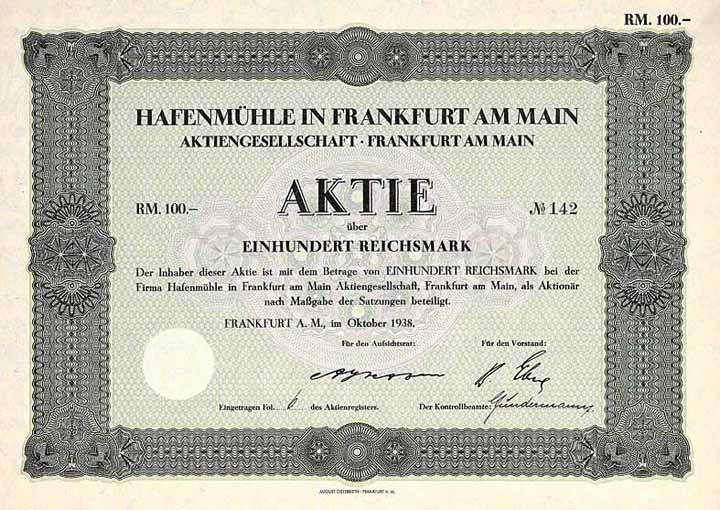 RM. 100.–
HAFENMÜHLE IN FRANKFURT AM MAIN
AKTIENGESELLSCHAFT · FRANKFURT AM MAIN
RM. 100.– AKTIE № 142
über
EINHUNDERT REICHSMARK
Der Inhaber dieser Aktie ist mit dem Betrage von EINHUNDERT REICHSMARK bei der
Firma Hafenmühle in Frankfurt am Main Aktiengesellschaft, Frankfurt am Main, als Aktionär
nach Maßgabe der Satzungen beteiligt.
FRANKFURT A. M., im Oktober 1938.
Für den Aufsichtsrat: Für den Vorstand:
Eingetragen Fol. 6 des Aktienregisters. Der Kontrollbeamte: Gundermann
AUGUST OSTERRIETH · FRANKFURT A. M.